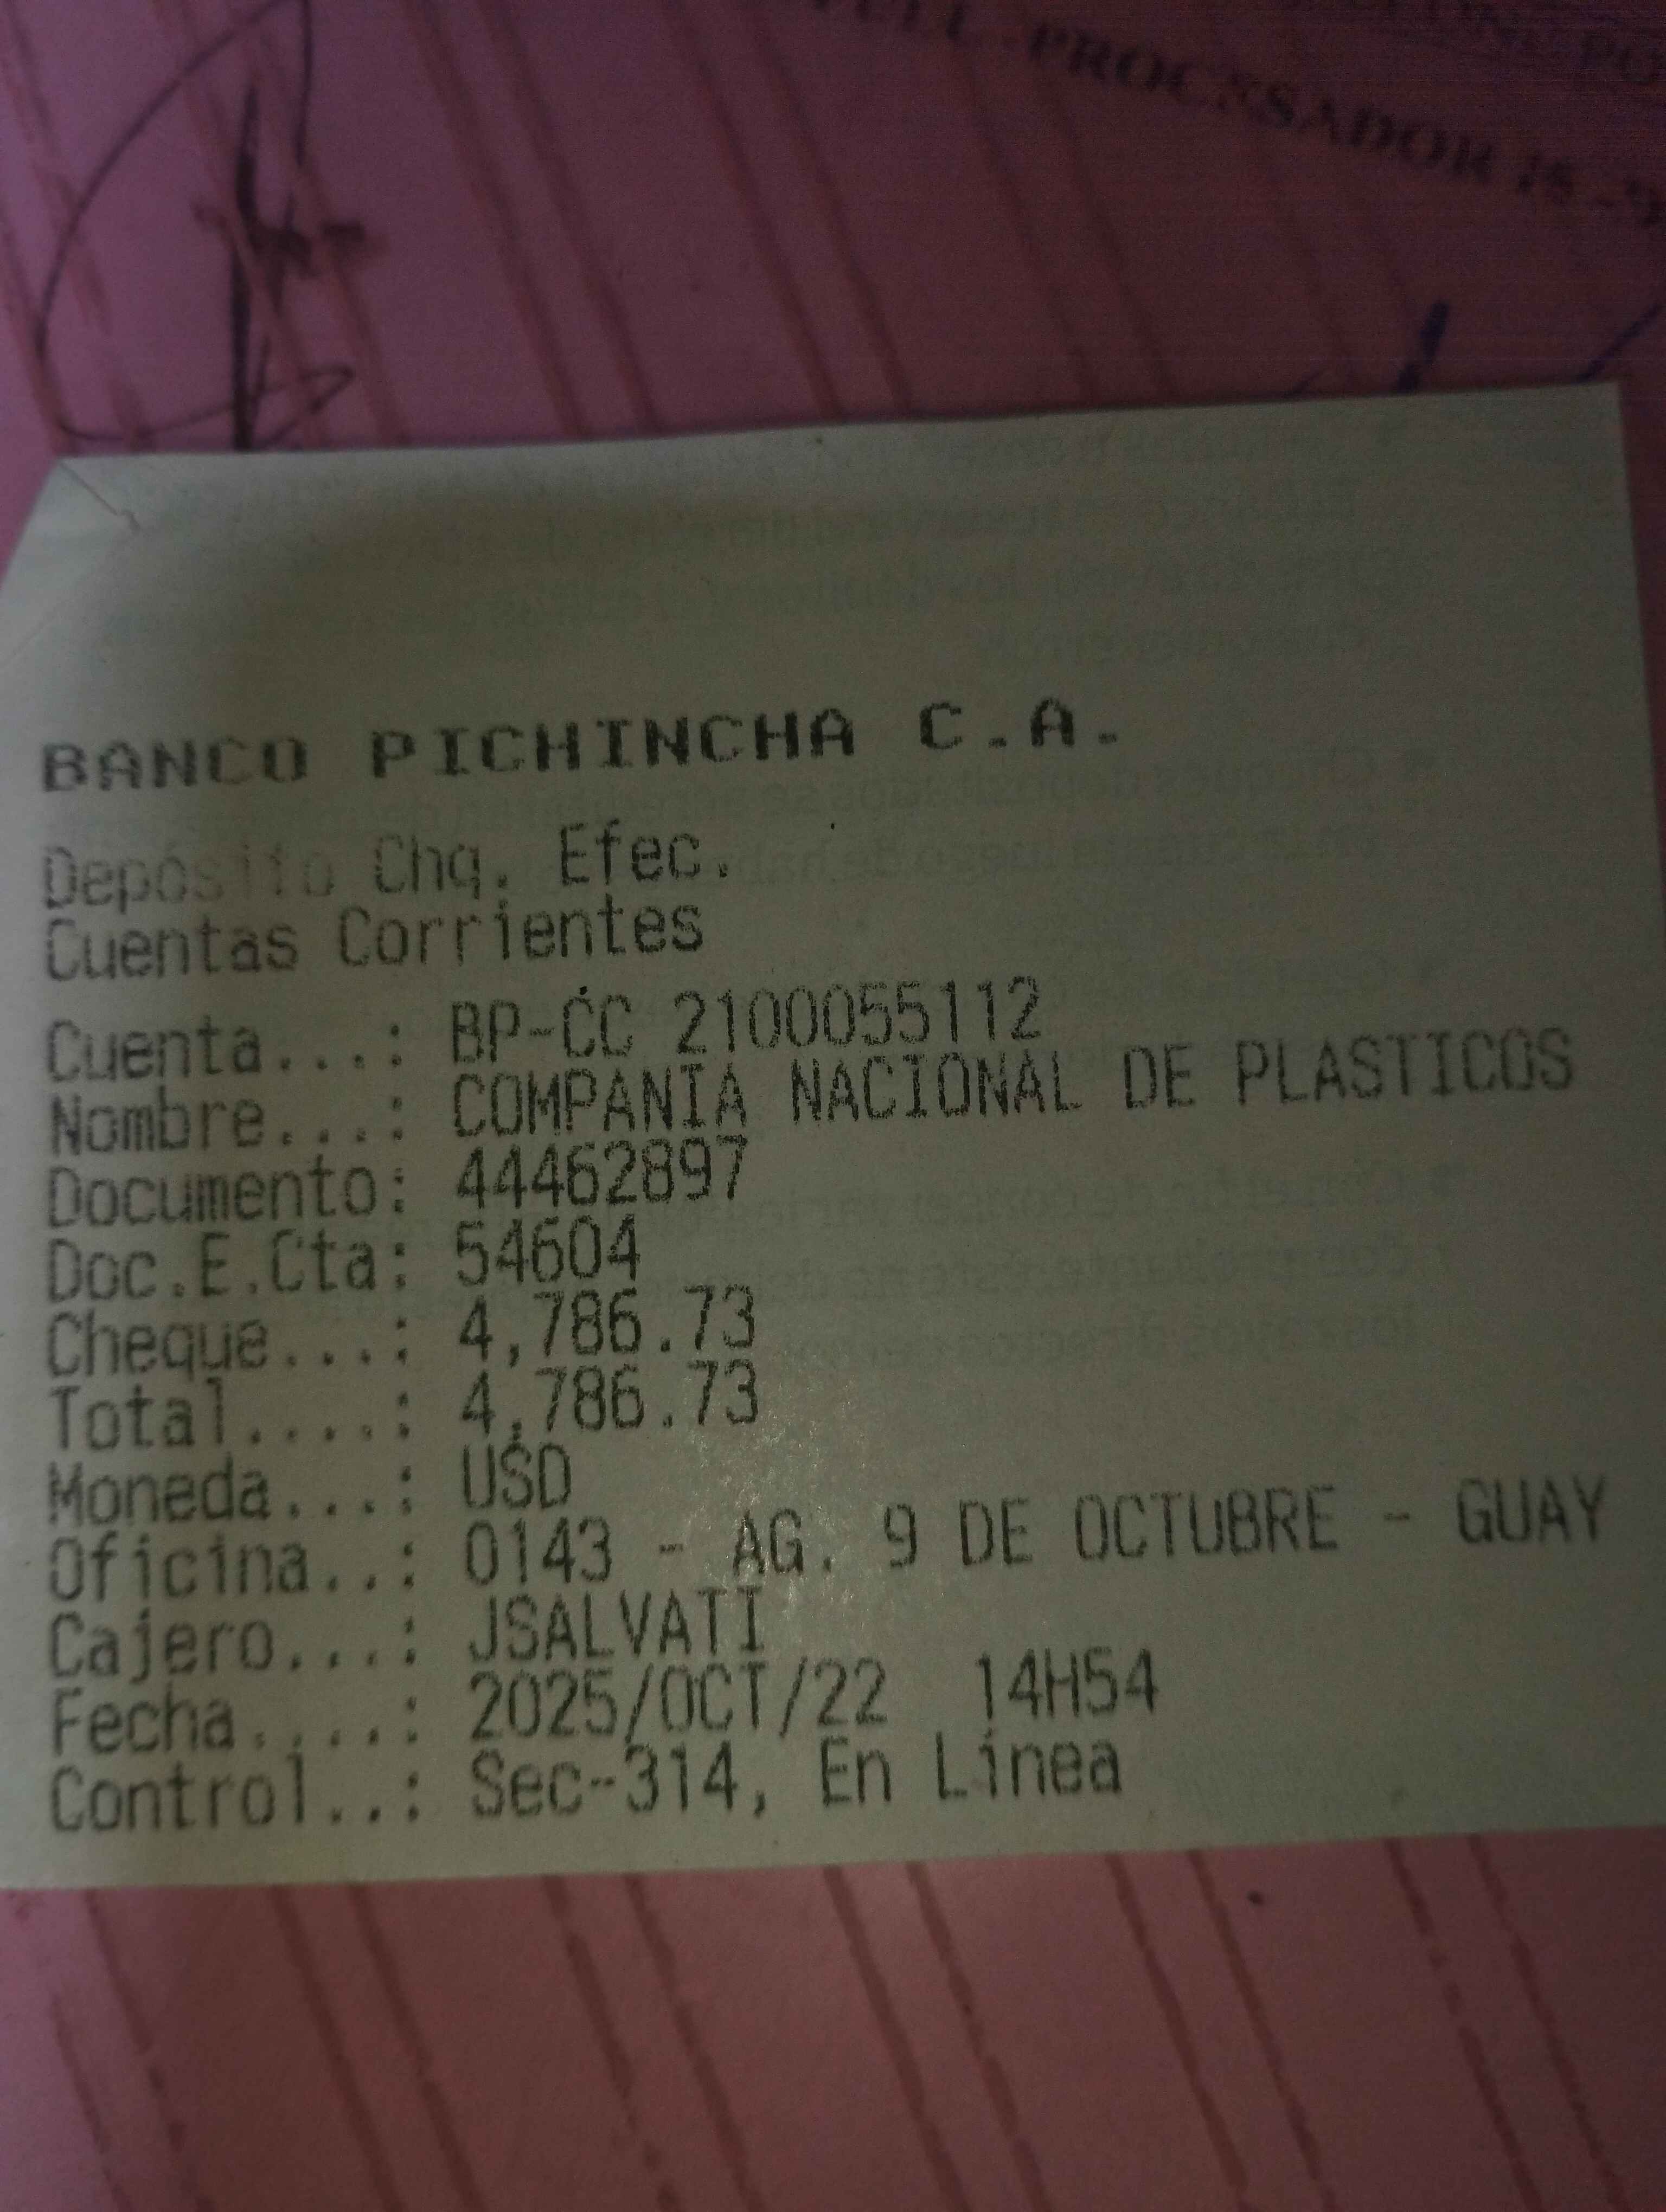 PROCESADOR
BANCO PICHINCHA C.A.
Depósito Chq. Efec.
Cuentas Corrientes
Cuenta...: BP-CC 2100055112
Nombre...: COMPANIA NACIONAL DE PLASTICOS
Documento: 44462897
Doc.E.Cta: 54604
Cheque...: 4,786.73
Total....: 4,786.73
Moneda...: USD
Oficina..: 0143 - AG. 9 DE OCTUBRE - GUAY
Cajero...: JSALVATI
Fecha....: 2025/OCT/22 14H54
Control..: Sec-314, En Línea